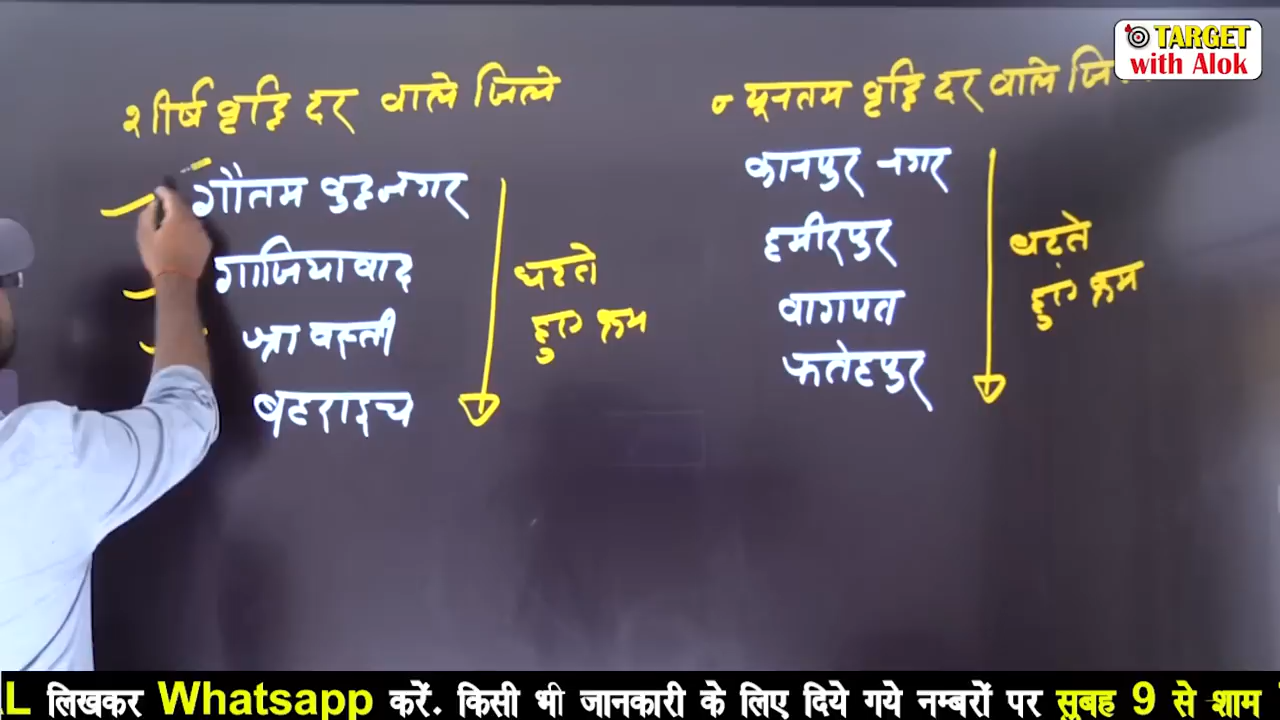 TARGET
with Alok
शीर्ष वृद्धि दर वाले जिले
गौतम बुद्धनगर
गाजियाबाद
श्रावस्ती
बहराइच
घटते
हुए क्रम
न्यूनतम वृद्धि दर वाले
कानपुर नगर
हमीरपुर
बागपत
फतेहपुर
घटते
हुए क्रम
लिखकर Whatsapp करें. किसी भी जानकारी के लिए दिये गये नम्बरों पर सुबह 9 से शाम